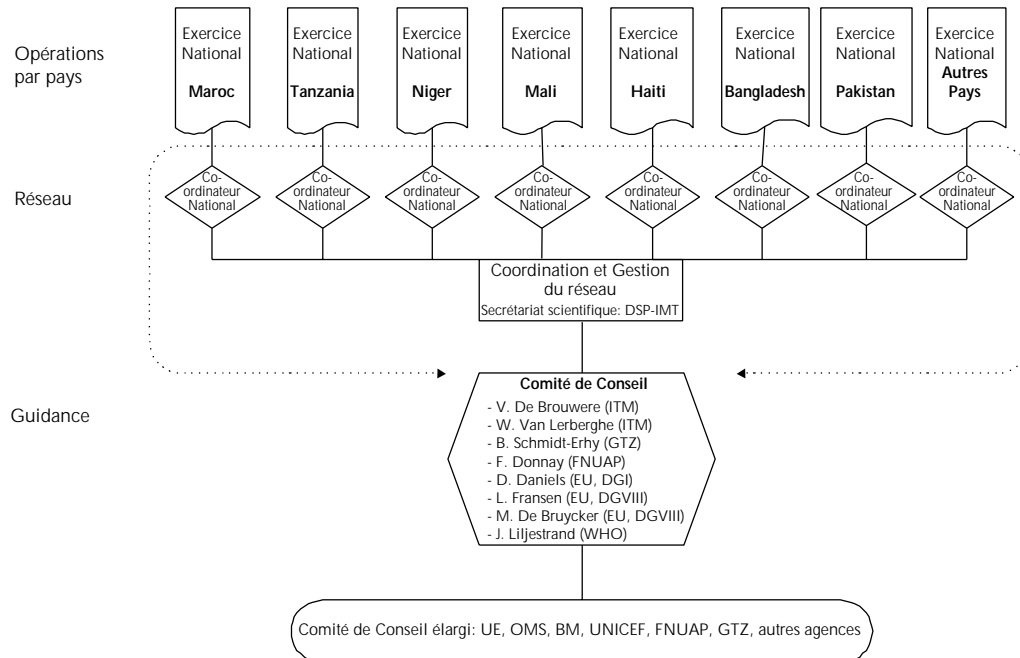 Opérations
par pays
Exercice
National
Maroc
Exercice
National
Tanzania
Exercice
National
Niger
Exercice
National
Mali
Exercice
National
Haiti
Exercice
National
Bangladesh
Exercice
National
Pakistan
Exercice
National
Autres
Pays
Réseau
Co-
ordinateur
National
Co-
ordinateur
National
Co-
ordinateur
National
Co-
ordinateur
National
Co-
ordinateur
National
Co-
ordinateur
National
Co-
ordinateur
National
Co-
ordinateur
National
Coordination et Gestion
du réseau
Secrétariat scientifique: DSP-IMT
Guidance
Comité de Conseil
- V. De Brouwere (ITM)
- W. Van Lerberghe (ITM)
- B. Schmidt-Erhy (GTZ)
- F. Donnay (FNUAP)
- D. Daniels (EU, DGI)
- L. Fransen (EU, DGVIII)
- M. De Bruycker (EU, DGVIII)
- J. Liljestrand (WHO)
Comité de Conseil élargi: UE, OMS, BM, UNICEF, FNUAP, GTZ, autres agences